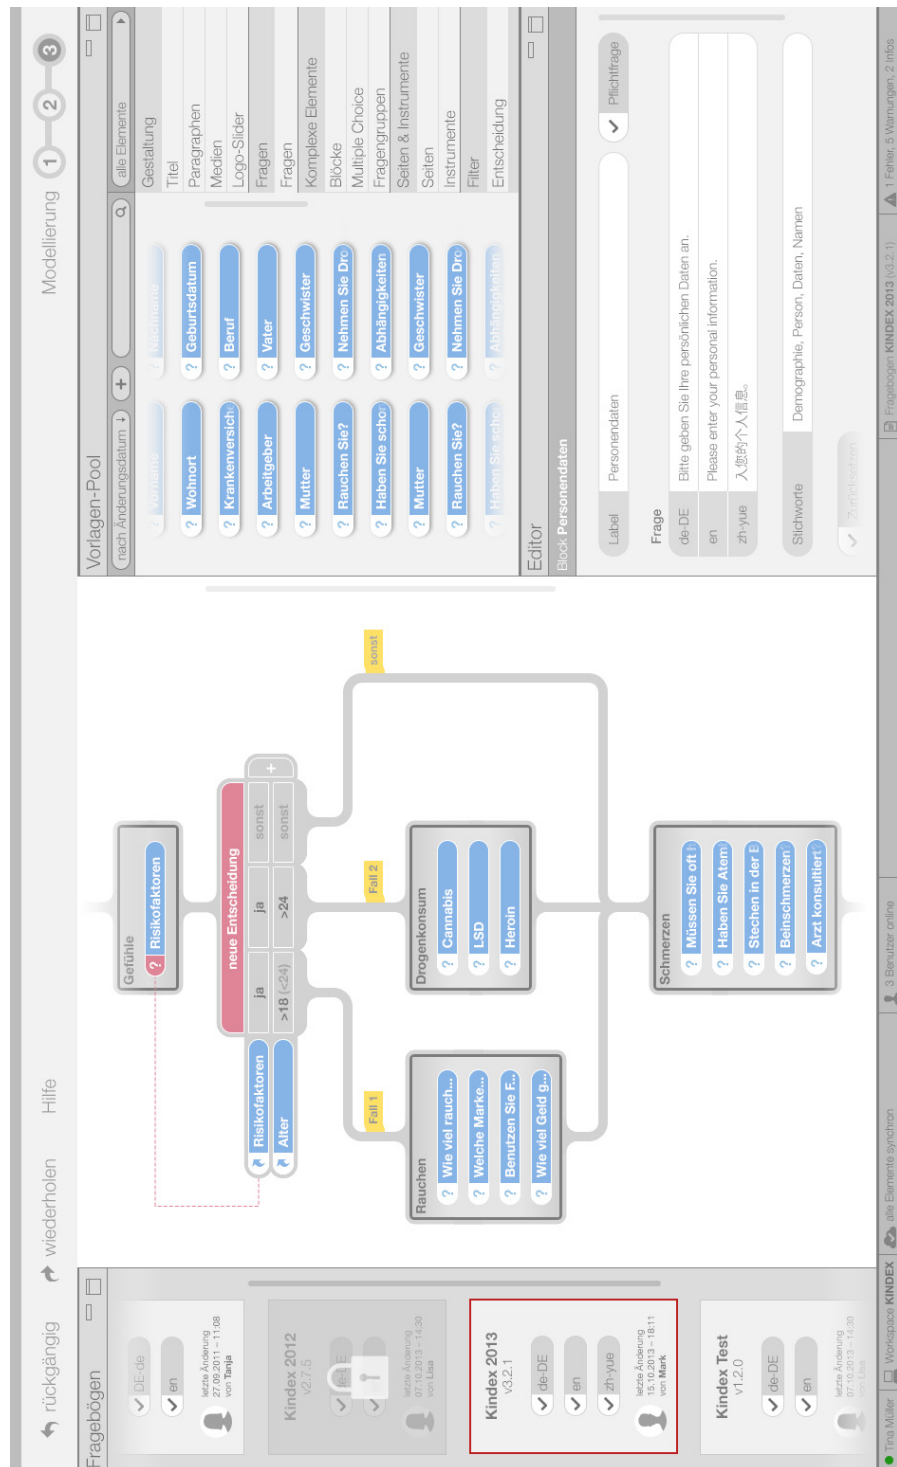 rückgängig
wiederholen
Hilfe
Modellierung 1 2 3
Fragebögen
DE-de
en
letzte Änderung
27.09.2011 – 11:08
von Tanja
Kindex 2012
v2.7.5
de-DE
letzte Änderung
07.10.2013 – 14:30
von Lisa
Kindex 2013
v3.2.1
de-DE
en
zh-yue
letzte Änderung
15.10.2013 – 18:11
von Mark
Kindex Test
v1.2.0
de-DE
en
letzte Änderung
07.10.2013 – 14:30
von Lisa
Gefühle
? Risikofaktoren
neue Entscheidung
Risikofaktoren ja ja sonst +
Alter >18 (<24) >24 sonst
Fall 1
Fall 2
sonst
Rauchen
? Wie viel rauch...
? Welche Marke...
? Benutzen Sie F...
? Wie viel Geld g...
Drogenkonsum
? Cannabis
? LSD
? Heroin
Schmerzen
? Müssen Sie oft h
? Haben Sie Atem
? Stechen in der B
? Beinschmerzen?
? Arzt konsultiert?
Vorlagen-Pool
nach Änderungsdatum ↓
+
alle Elemente
? Vorname
? Nachname
? Wohnort
? Geburtsdatum
? Krankenversiche
? Beruf
? Arbeitgeber
? Vater
? Mutter
? Geschwister
? Rauchen Sie?
? Nehmen Sie Dro
? Haben Sie schor
? Abhängigkeiten
? Mutter
? Geschwister
? Rauchen Sie?
? Nehmen Sie Dro
? Haben Sie schor
? Abhängigkeiten
Gestaltung
Titel
Paragraphen
Medien
Logo-Slider
Fragen
Fragen
Komplexe Elemente
Blöcke
Multiple Choice
Fragengruppen
Seiten & Instrumente
Seiten
Instrumente
Filter
Entscheidung
Editor
Block Personendaten
Label
Personendaten
Pflichtfrage
Frage
de-DE
Bitte geben Sie Ihre persönlichen Daten an.
en
Please enter your personal information.
zh-yue
入您的个人信息。
Stichworte
Demographie, Person, Daten, Namen
Zurücksetzen
Tina Müller
Workspace KINDEX
alle Elemente synchron
3 Benutzer online
Fragebogen KINDEX 2013 (v3.2.1)
1 Fehler, 5 Warnungen, 2 Infos